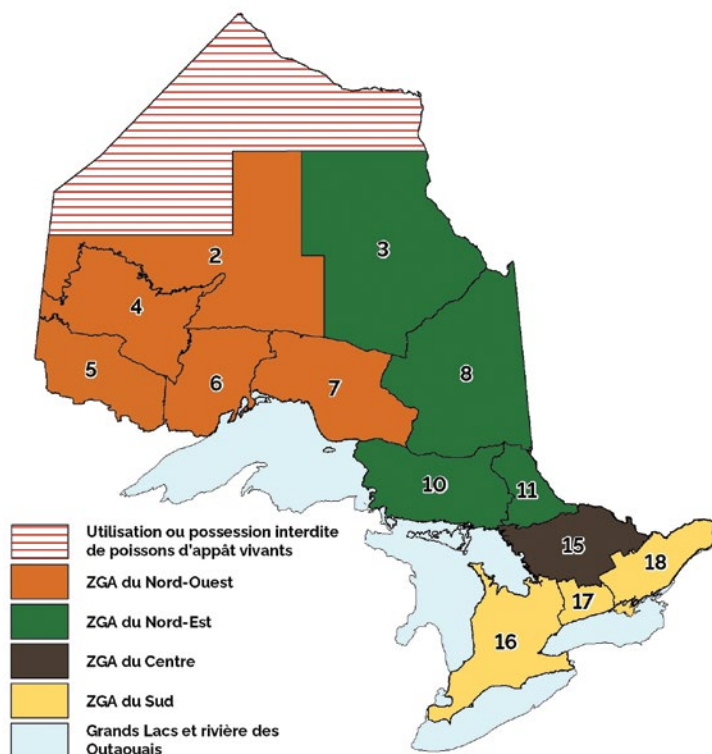 2
3
4
5
6
7
8
10
11
15
18
17
16
Utilisation ou possession interdite
de poissons d'appât vivants
ZGA du Nord-Ouest
ZGA du Nord-Est
ZGA du Centre
ZGA du Sud
Grands Lacs et rivière des
Outaouais